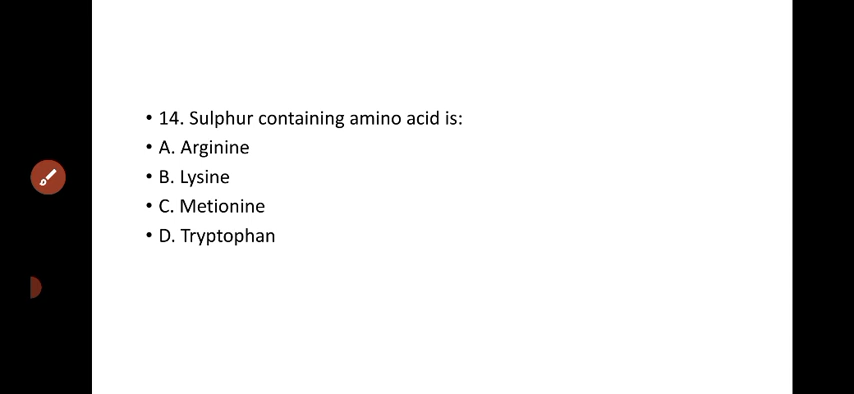 • 14. Sulphur containing amino acid is:
• A. Arginine
• B. Lysine
• C. Metionine
• D. Tryptophan